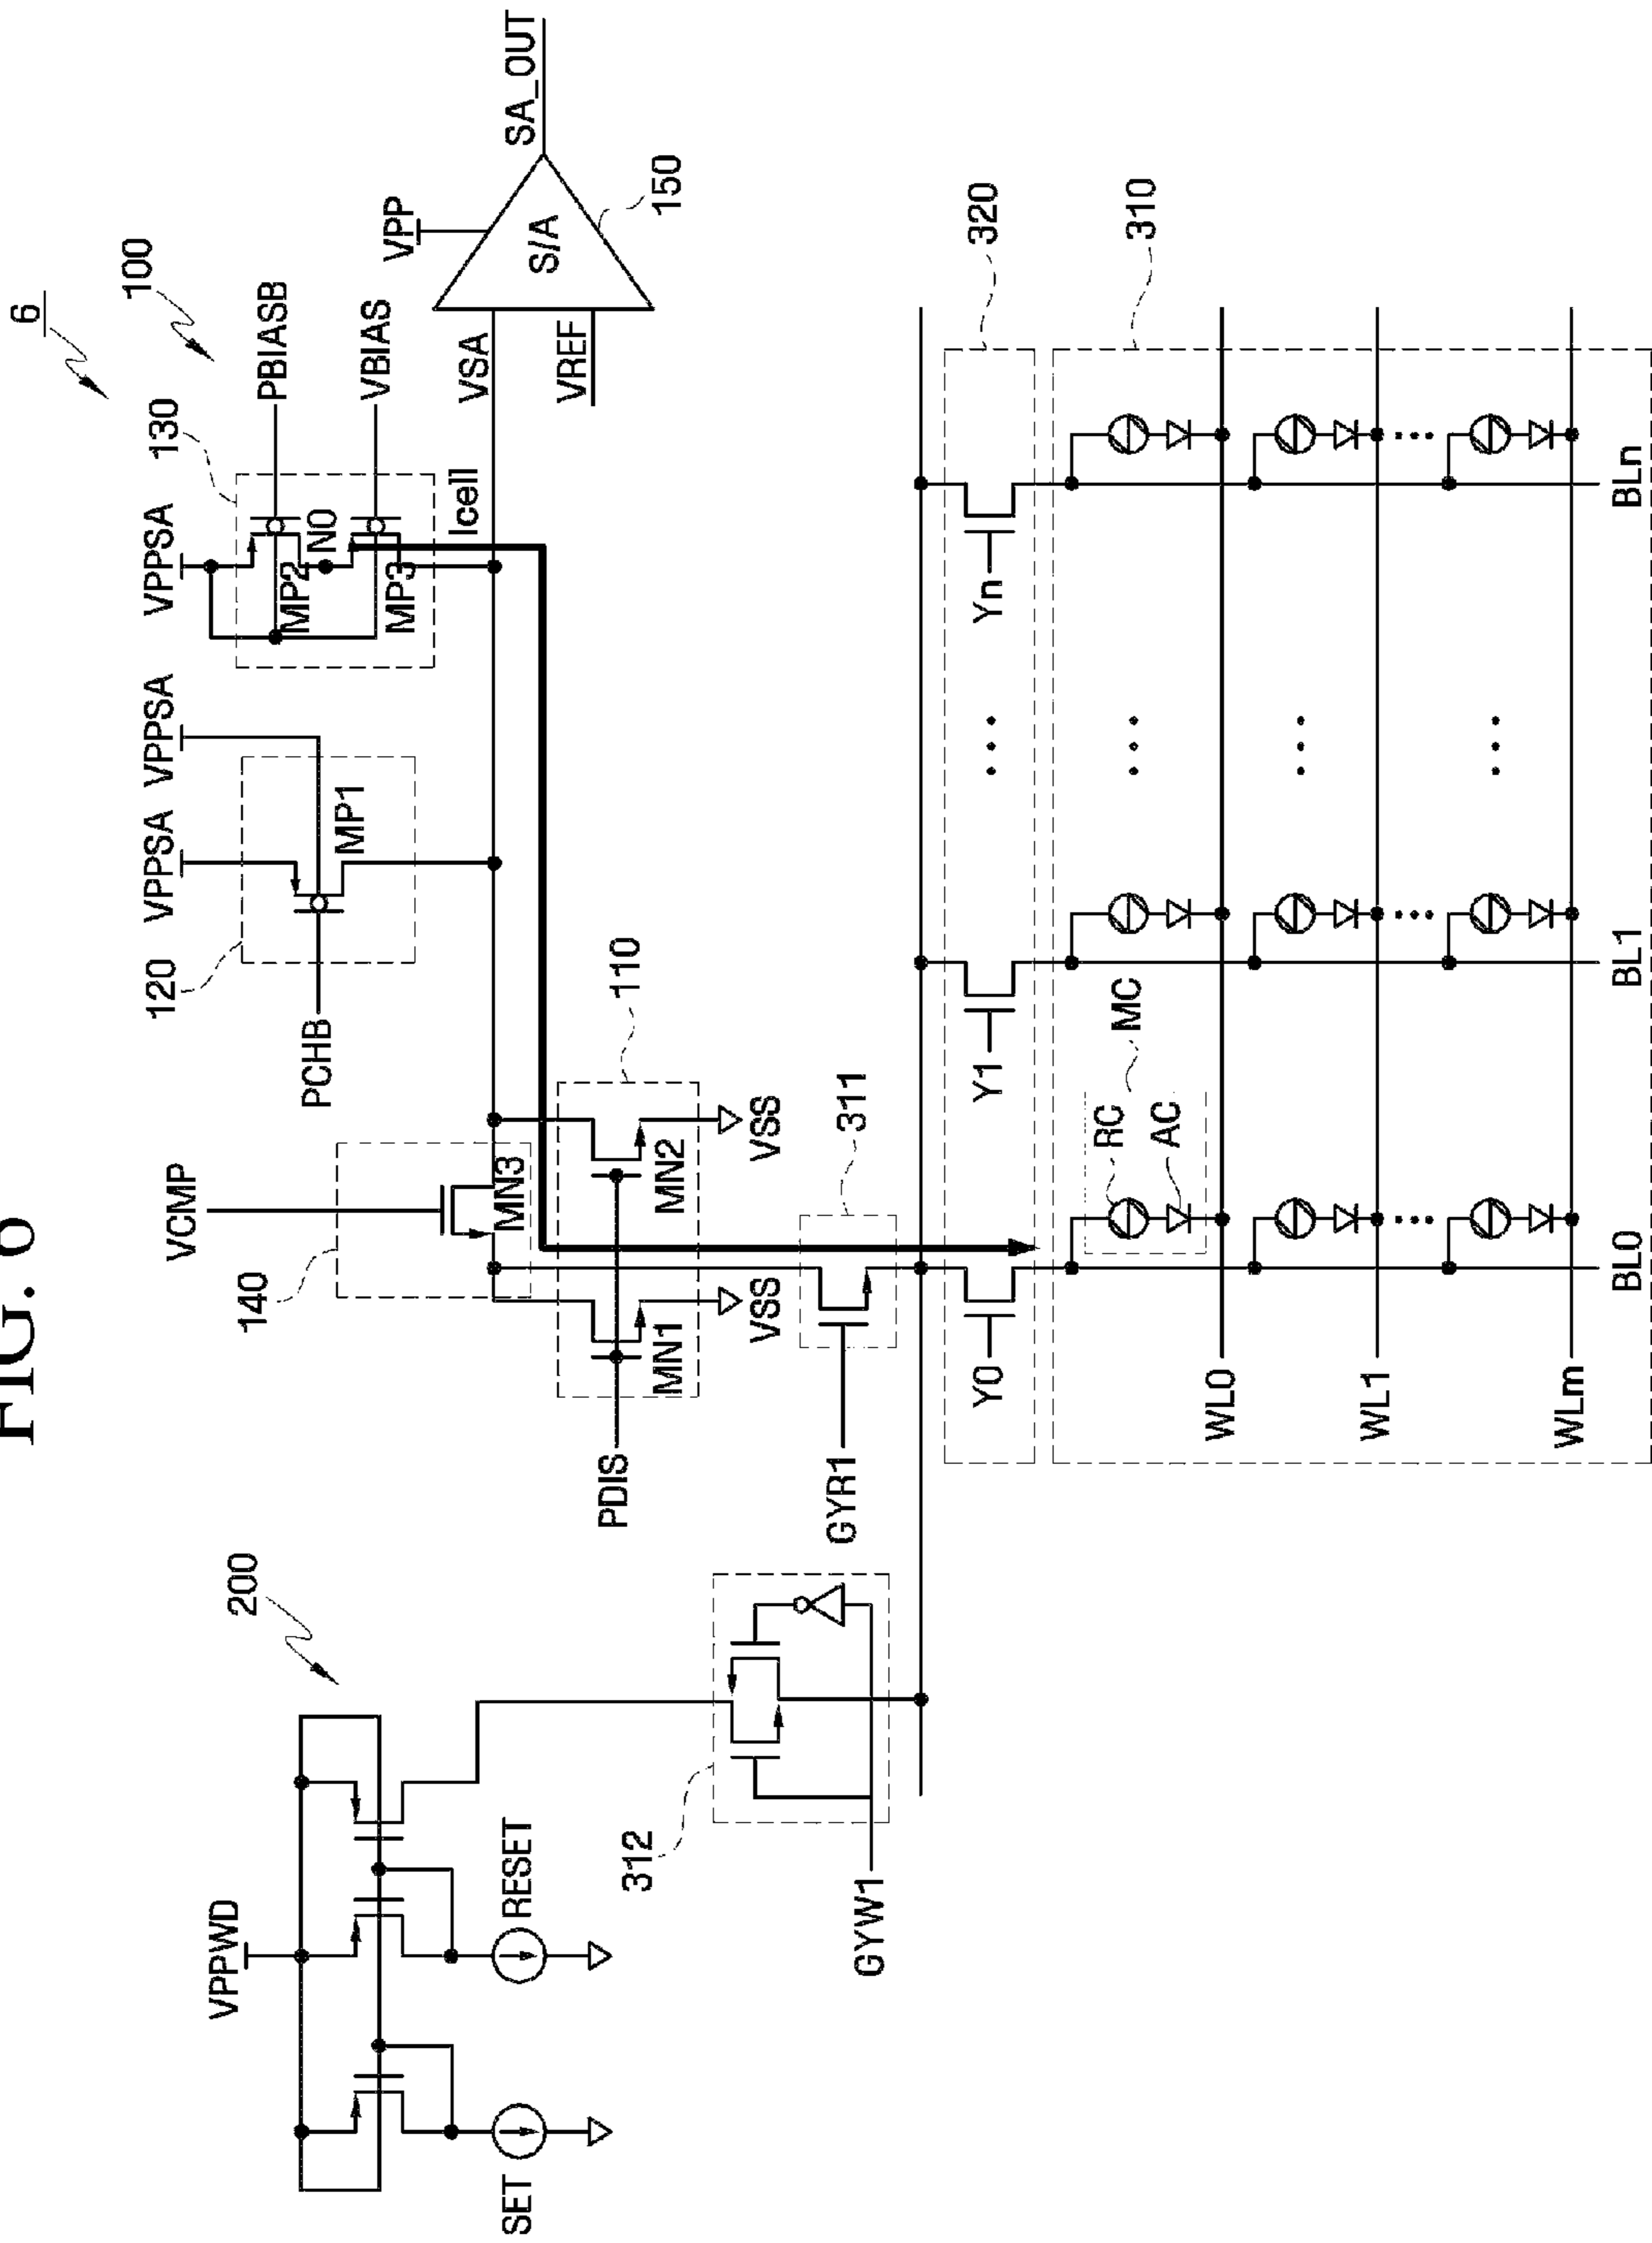 FIG. 6
6
100
200
VPPWD
SET
RESET
VCMP
140
MN3
VPPSA
VPPSA
120
MP1
PCHB
VPPSA
130
PBIASB
MP2
N0
VBIAS
MP3
Icell
VPP
VSA
VREF
S/A
SA_OUT
150
PDIS
110
MN1
MN2
VSS
VSS
312
GYW1
GYR1
311
320
Y0
Y1
Yn
310
MC
RC
AC
WL0
WL1
WLm
BL0
BL1
BLn